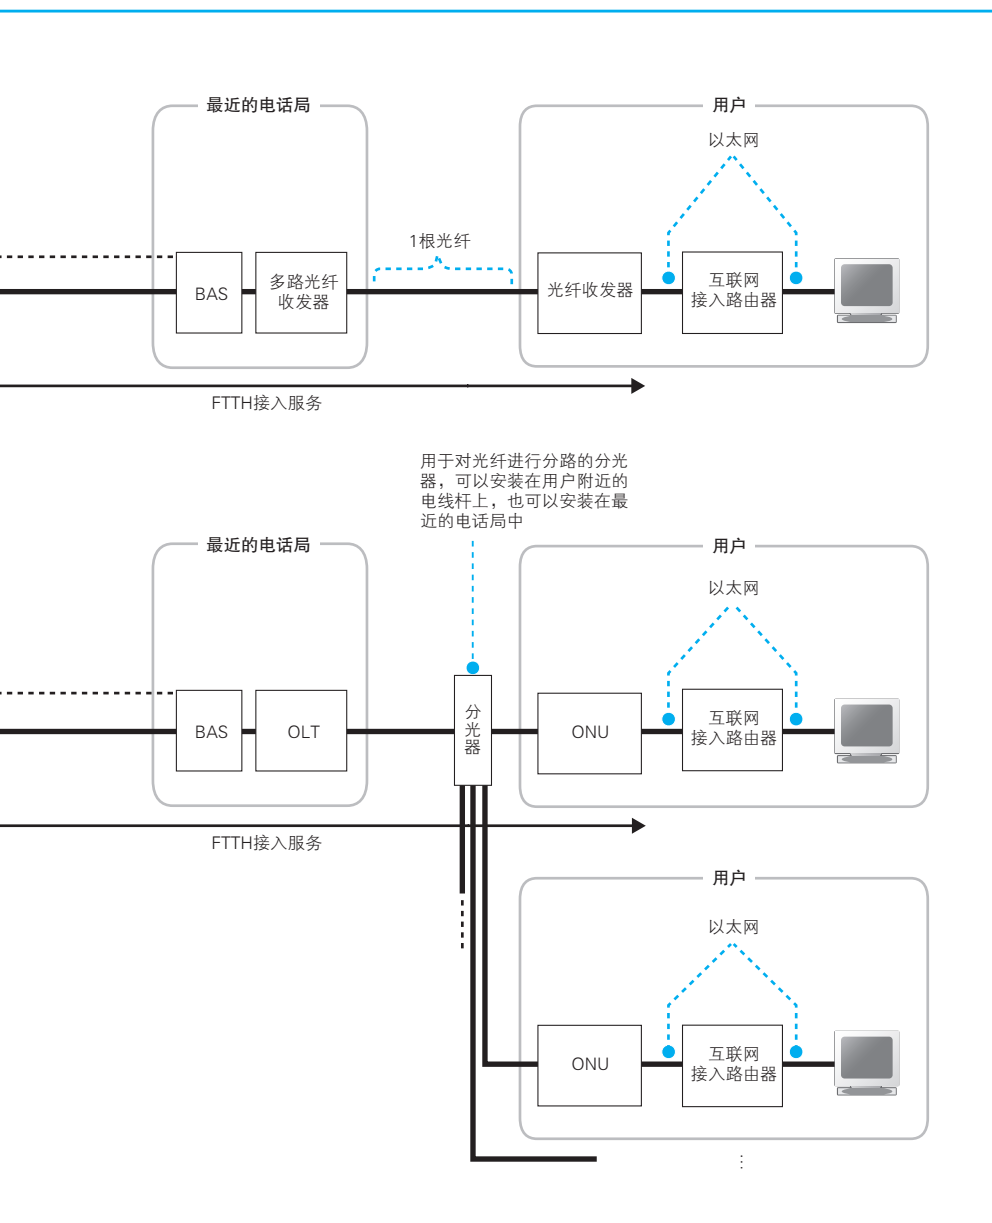 最近的电话局
用户
以太网
1根光纤
BAS
多路光纤
收发器
光纤收发器
互联网
接入路由器
FTTH接入服务
用于对光纤进行分路的分光
器，可以安装在用户附近的
电线杆上，也可以安装在最
近的电话局中
最近的电话局
用户
以太网
BAS
OLT
分光器
ONU
互联网
接入路由器
FTTH接入服务
用户
以太网
ONU
互联网
接入路由器
⋮